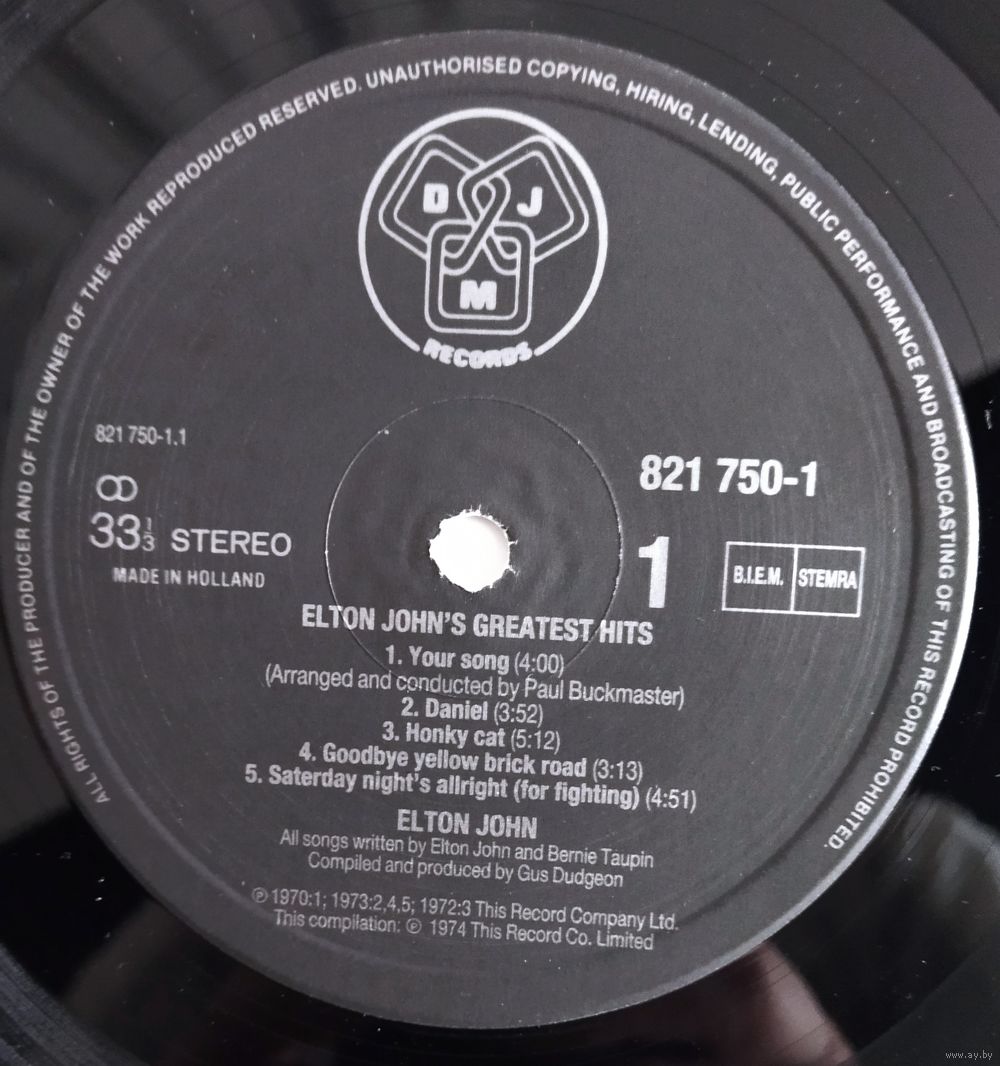 ALL RIGHTS OF THE PRODUCER AND OF THE OWNER OF THE WORK REPRODUCED RESERVED. UNAUTHORISED COPYING, HIRING, LENDING, PUBLIC PERFORMANCE AND BROADCASTING OF THIS RECORD PROHIBITED.
D J
M
RECORDS
821 750-1.1
821 750-1
33 1/3 STEREO
MADE IN HOLLAND
1
B.I.E.M. STEMRA
ELTON JOHN'S GREATEST HITS
1. Your song (4:00)
(Arranged and conducted by Paul Buckmaster)
2. Daniel (3:52)
3. Honky cat (5:12)
4. Goodbye yellow brick road (3:13)
5. Saterday night's allright (for fighting) (4:51)
ELTON JOHN
All songs written by Elton John and Bernie Taupin
Compiled and produced by Gus Dudgeon
℗ 1970:1; 1973:2,4,5; 1972:3 This Record Company Ltd.
This compilation: ℗ 1974 This Record Co. Limited
www.ay.by